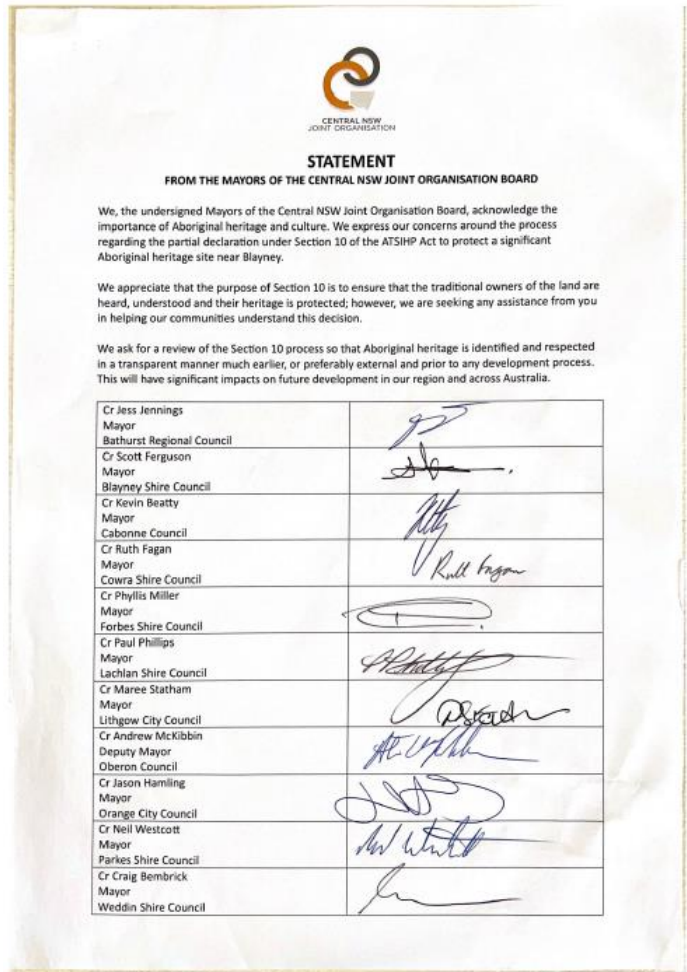 CENTRAL NSW
JOINT ORGANISATION
STATEMENT
FROM THE MAYORS OF THE CENTRAL NSW JOINT ORGANISATION BOARD
We, the undersigned Mayors of the Central NSW Joint Organisation Board, acknowledge the
importance of Aboriginal heritage and culture. We express our concerns around the process
regarding the partial declaration under Section 10 of the ATSIHP Act to protect a significant
Aboriginal heritage site near Blayney.
We appreciate that the purpose of Section 10 is to ensure that the traditional owners of the land are
heard, understood and their heritage is protected; however, we are seeking any assistance from you
in helping our communities understand this decision.
We ask for a review of the Section 10 process so that Aboriginal heritage is identified and respected
in a transparent manner much earlier, or preferably external and prior to any development process.
This will have significant impacts on future development in our region and across Australia.
Cr Jess Jennings
Mayor
Bathurst Regional Council
Cr Scott Ferguson
Mayor
Blayney Shire Council
Cr Kevin Beatty
Mayor
Cabonne Council
Cr Ruth Fagan
Mayor
Cowra Shire Council
Ruth Fagan
Cr Phyllis Miller
Mayor
Forbes Shire Council
Cr Paul Phillips
Mayor
Lachlan Shire Council
Cr Maree Statham
Mayor
Lithgow City Council
Cr Andrew McKibbin
Deputy Mayor
Oberon Council
Cr Jason Hamling
Mayor
Orange City Council
Cr Neil Westcott
Mayor
Parkes Shire Council
Cr Craig Bembrick
Mayor
Weddin Shire Council